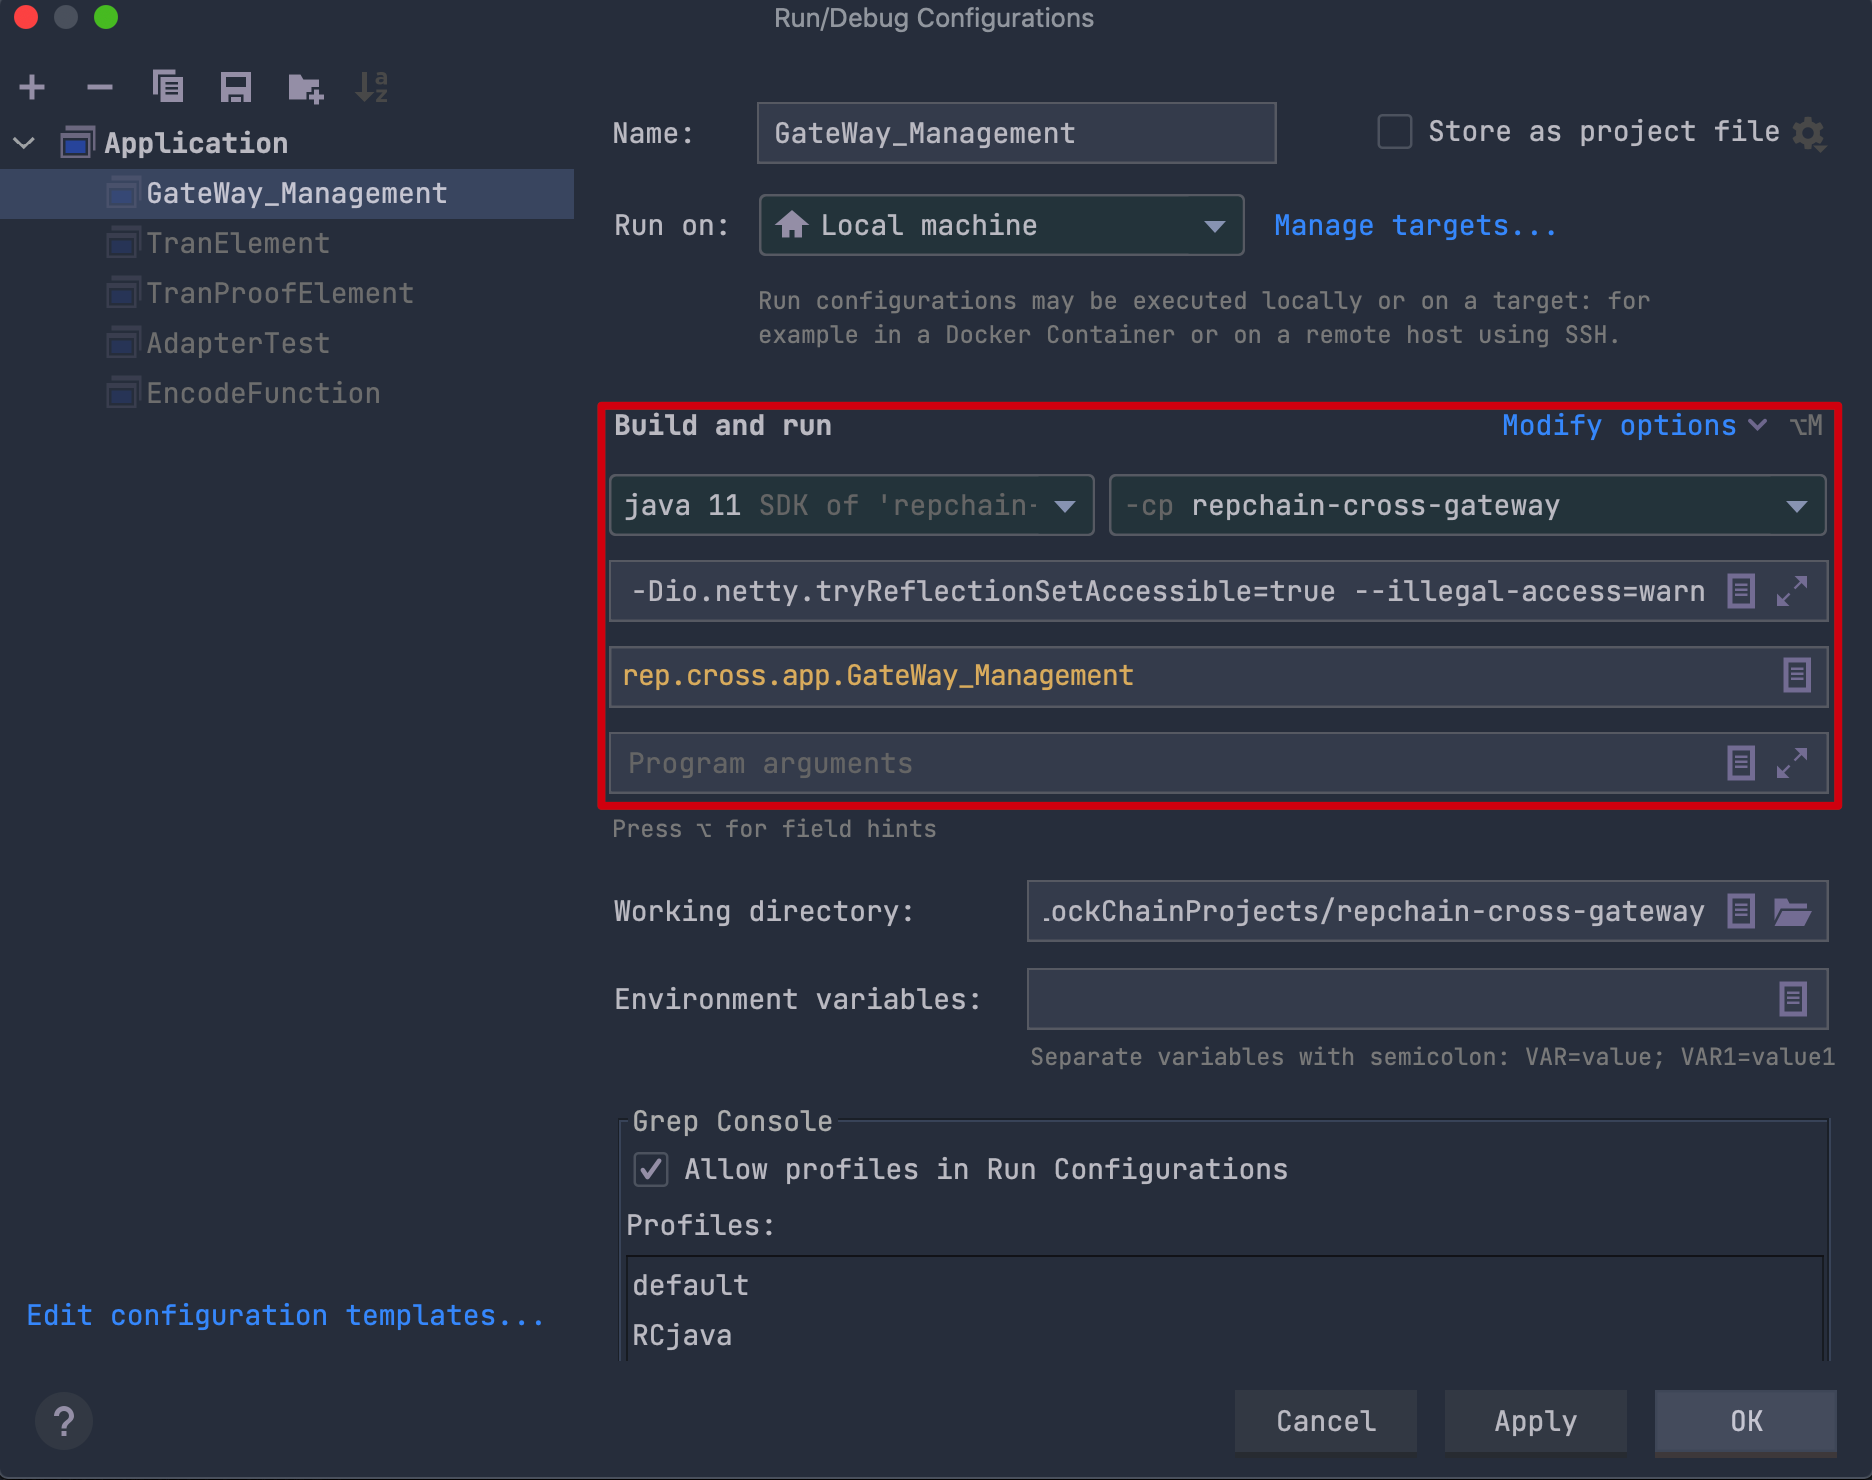 Run/Debug Configurations
Application
GateWay_Management
TranElement
TranProofElement
AdapterTest
EncodeFunction
Edit configuration templates...
Name:
GateWay_Management
Store as project file
Run on:
Local machine
Manage targets...
Run configurations may be executed locally or on a target: for
example in a Docker Container or on a remote host using SSH.
Build and run
Modify options ⌥M
java 11 SDK of 'repchain-
-cp repchain-cross-gateway
-Dio.netty.tryReflectionSetAccessible=true --illegal-access=warn
rep.cross.app.GateWay_Management
Program arguments
Press ⌥ for field hints
Working directory:
ockChainProjects/repchain-cross-gateway
Environment variables:
Separate variables with semicolon: VAR=value; VAR1=value1
Grep Console
Allow profiles in Run Configurations
Profiles:
default
RCjava
?
Cancel
Apply
OK